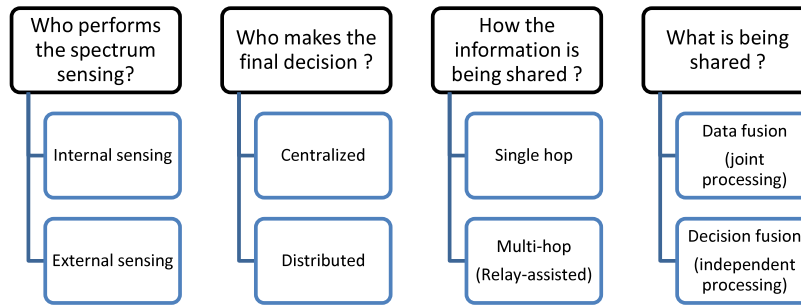 Who performs
the spectrum
sensing?
Internal sensing
External sensing
Who makes the
final decision ?
Centralized
Distributed
How the
information is
being shared ?
Single hop
Multi-hop
(Relay-assisted)
What is being
shared ?
Data fusion
(joint
processing)
Decision fusion
(independent
processing)